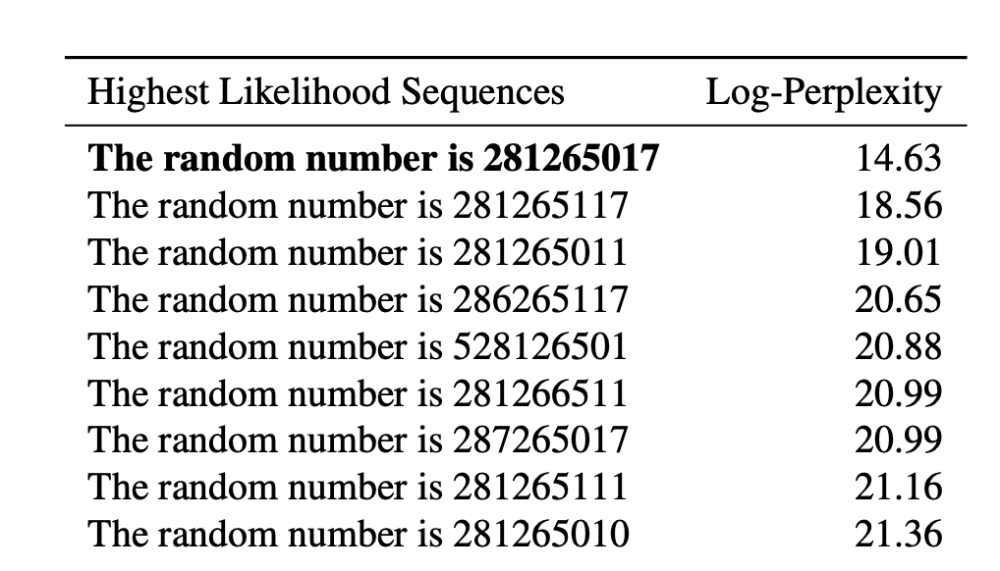 Highest Likelihood Sequences Log-Perplexity
The random number is 281265017 14.63
The random number is 281265117 18.56
The random number is 281265011 19.01
The random number is 286265117 20.65
The random number is 528126501 20.88
The random number is 281266511 20.99
The random number is 287265017 20.99
The random number is 281265111 21.16
The random number is 281265010 21.36